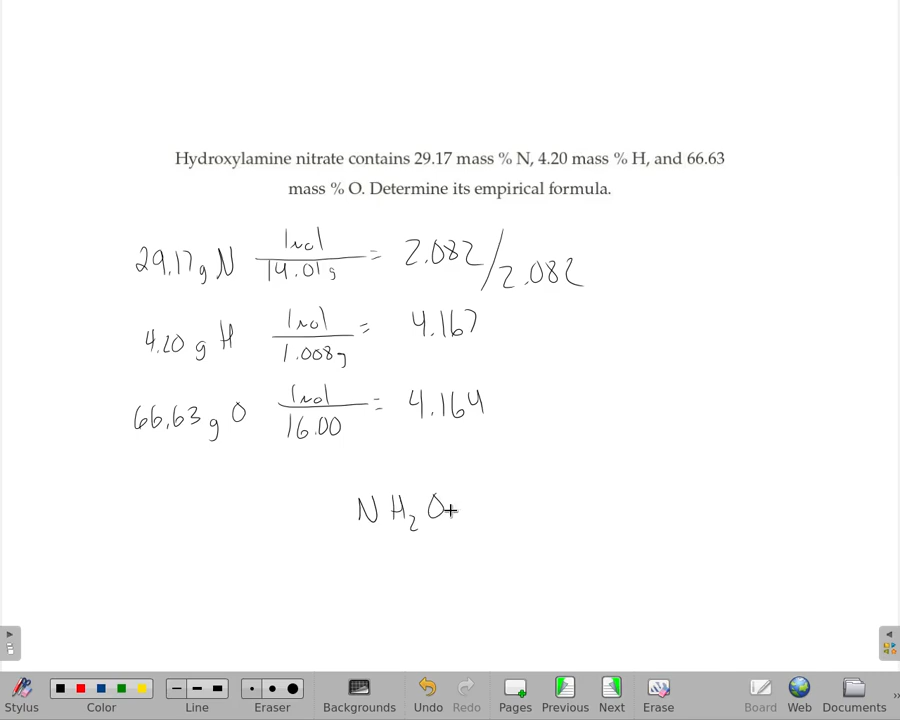 Hydroxylamine nitrate contains 29.17 mass % N, 4.20 mass % H, and 66.63
mass % O. Determine its empirical formula.
29.17 g N 1 mol / 14.01 g = 2.082 / 2.082
4.20 g H 1 mol / 1.008 g = 4.167
66.63 g O 1 mol / 16.00 = 4.164
N H₂ O
Stylus Color Line Eraser Backgrounds Undo Redo Pages Previous Next Erase Board Web Documents